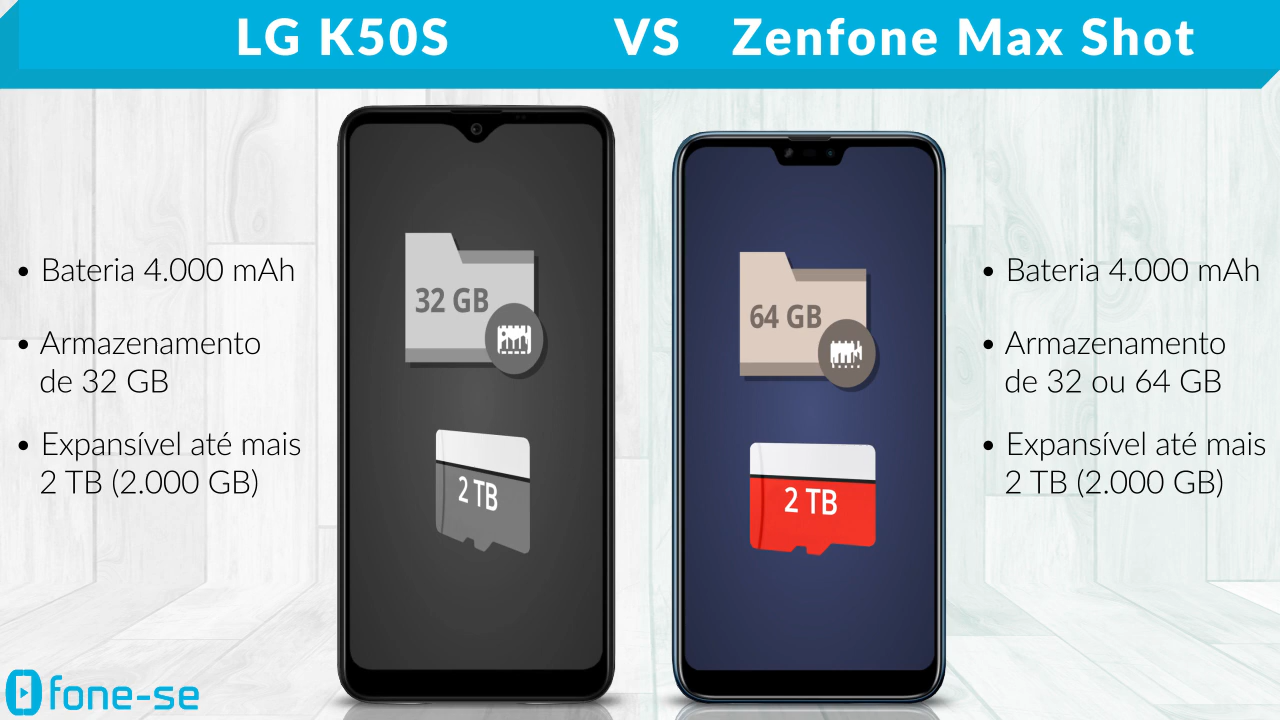 LG K50S VS Zenfone Max Shot
• Bateria 4.000 mAh
• Armazenamento
de 32 GB
• Expansível até mais
2 TB (2.000 GB)
32 GB
2 TB
64 GB
2 TB
• Bateria 4.000 mAh
• Armazenamento
de 32 ou 64 GB
• Expansível até mais
2 TB (2.000 GB)
fone-se